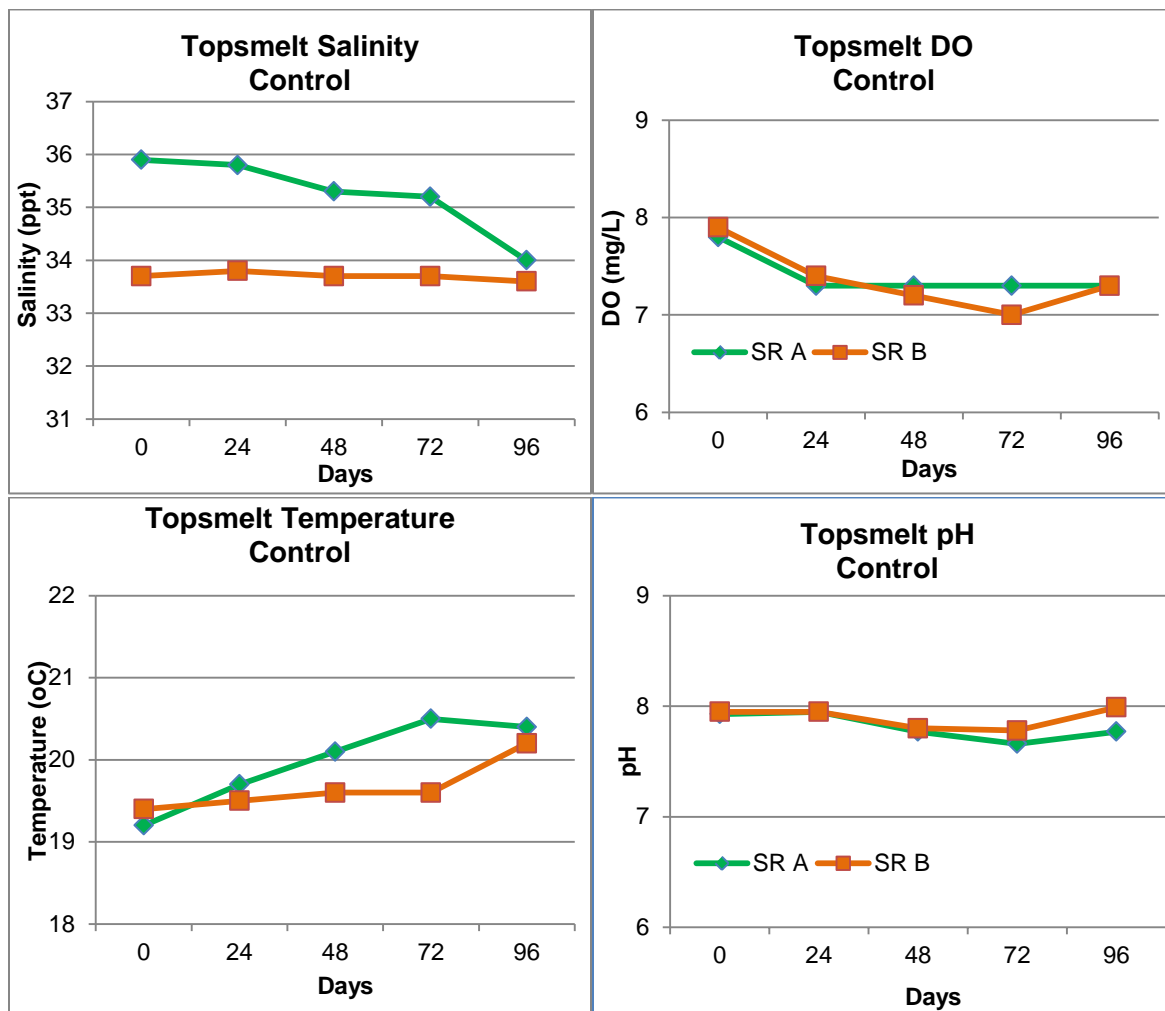 Topsmelt Salinity
Control
37
36
35
34
33
32
31
Salinity (ppt)
0 24 48 72 96
Days
Topsmelt DO
Control
9
8
7
6
DO (mg/L)
SR A SR B
0 24 48 72 96
Days
Topsmelt Temperature
Control
22
21
20
19
18
Temperature (oC)
0 24 48 72 96
Days
Topsmelt pH
Control
9
8
7
6
pH
SR A SR B
0 24 48 72 96
Days